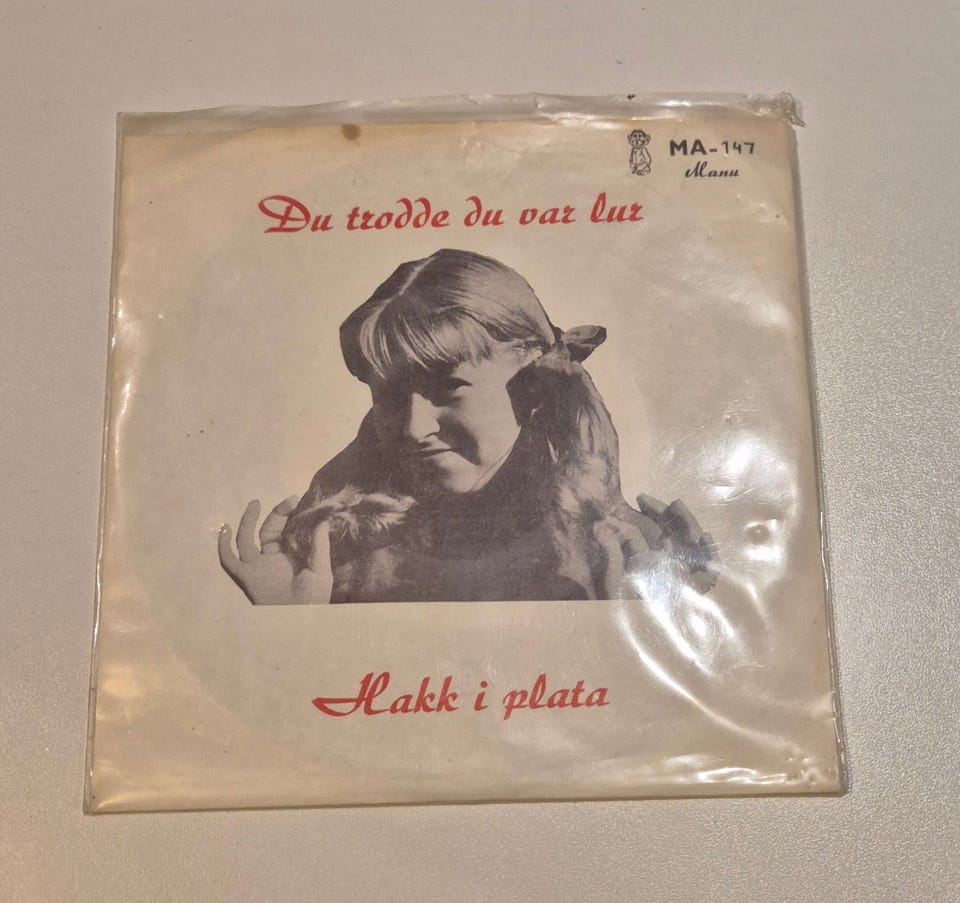 MA-147
Manu
Du trodde du var lur
Hakk i plata